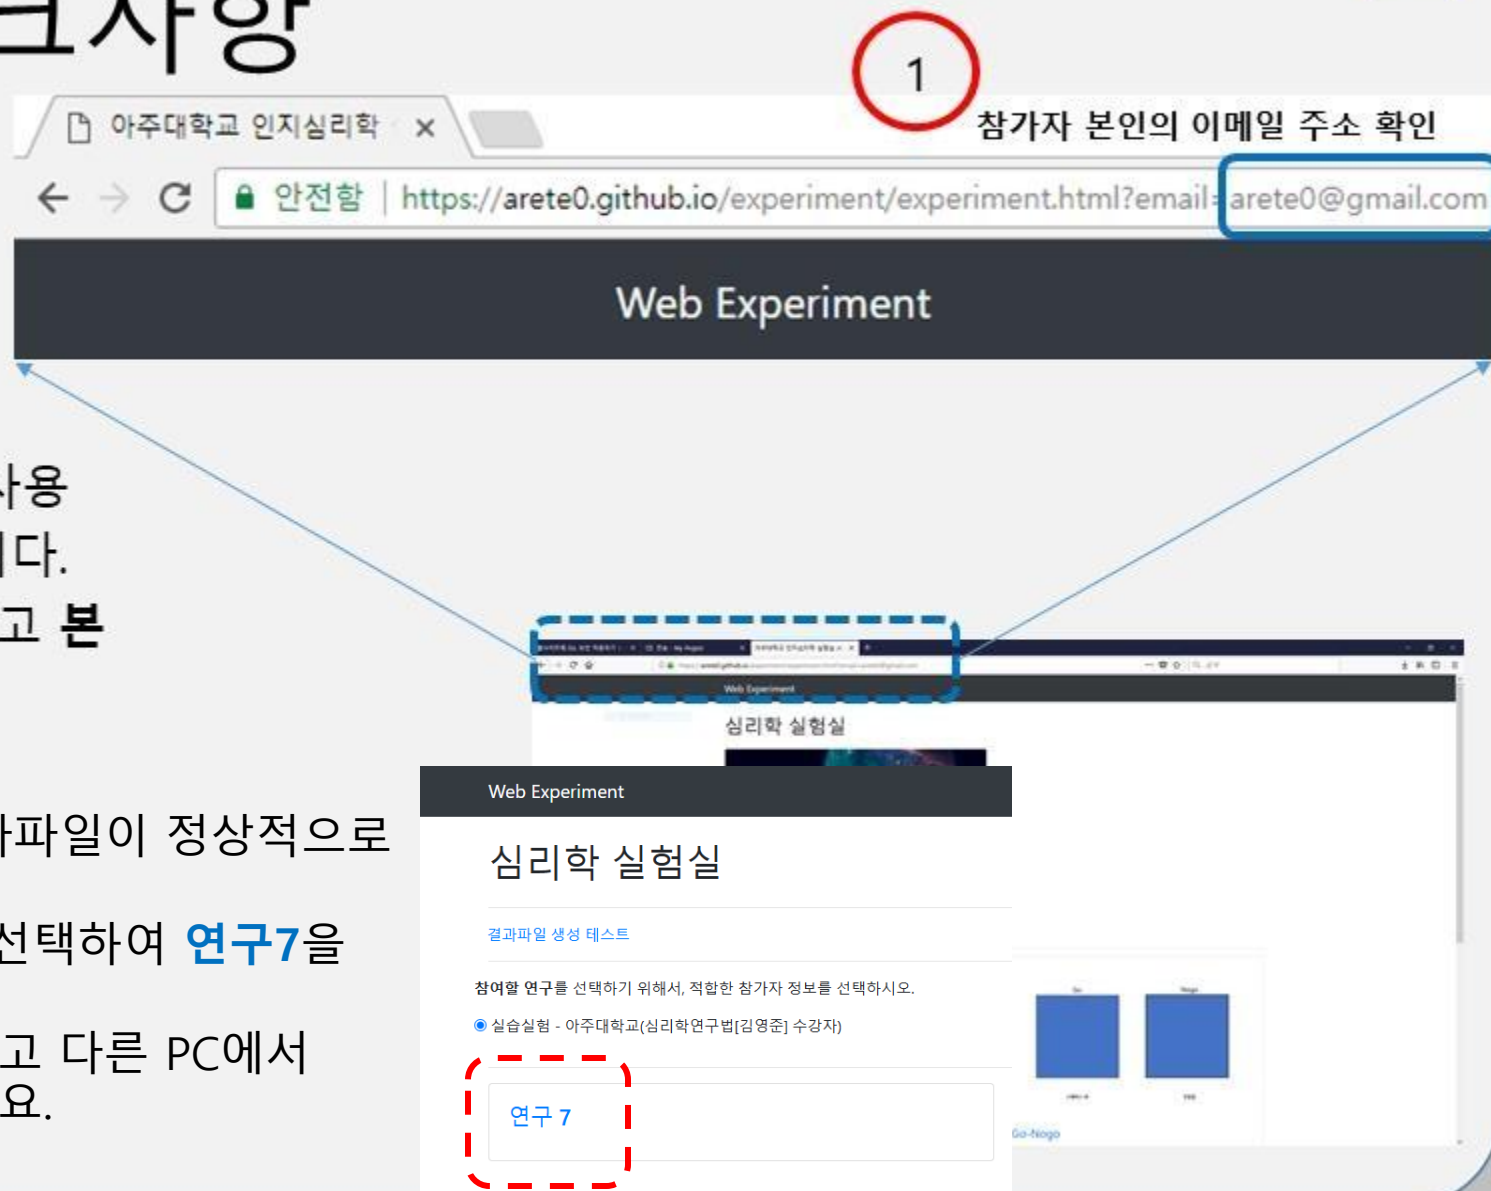 크사항
1
참가자 본인의 이메일 주소 확인
아주대학교 인지심리학
안전함 | https://arete0.github.io/experiment/experiment.html?email=arete0@gmail.com
Web Experiment
사용
니다.
고 본
Web Experiment
심리학 실험실
과파일이 정상적으로
선택하여 연구7을
고 다른 PC에서
요.
Web Experiment
심리학 실험실
결과파일 생성 테스트
참여할 연구를 선택하기 위해서, 적합한 참가자 정보를 선택하시오.
실습실험 - 아주대학교(심리학연구법[김영준] 수강자)
연구 7
Go
Nogo
Go-Nogo